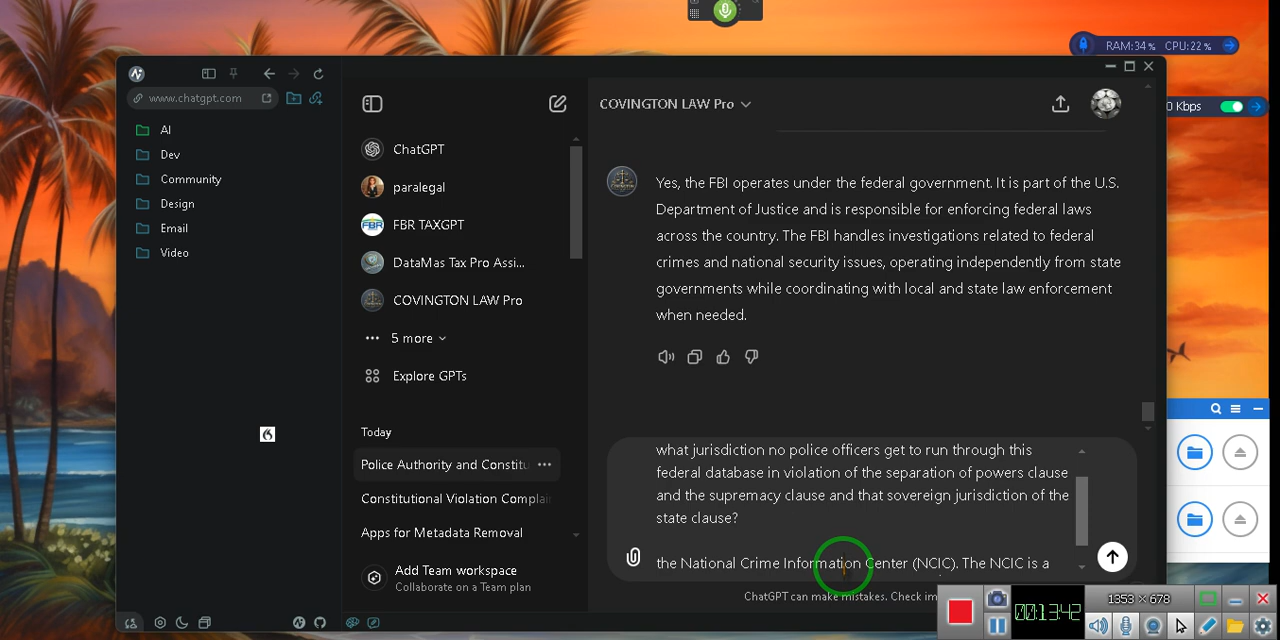 RAM:34% CPU:22%
www.chatgpt.com
COVINGTON LAW Pro
0 Kbps
AI
Dev
Community
Design
Email
Video
ChatGPT
paralegal
FBR TAXGPT
DataMas Tax Pro Assi...
COVINGTON LAW Pro
5 more
Explore GPTs
Today
Police Authority and Constitu
Constitutional Violation Complai
Apps for Metadata Removal
Add Team workspace
Collaborate on a Team plan
Yes, the FBI operates under the federal government. It is part of the U.S.
Department of Justice and is responsible for enforcing federal laws
across the country. The FBI handles investigations related to federal
crimes and national security issues, operating independently from state
governments while coordinating with local and state law enforcement
when needed.
what jurisdiction no police officers get to run through this
federal database in violation of the separation of powers clause
and the supremacy clause and that sovereign jurisdiction of the
state clause?
the National Crime Information Center (NCIC). The NCIC is a
ChatGPT can make mistakes. Check im
1353 × 678
00:13:42
FBR